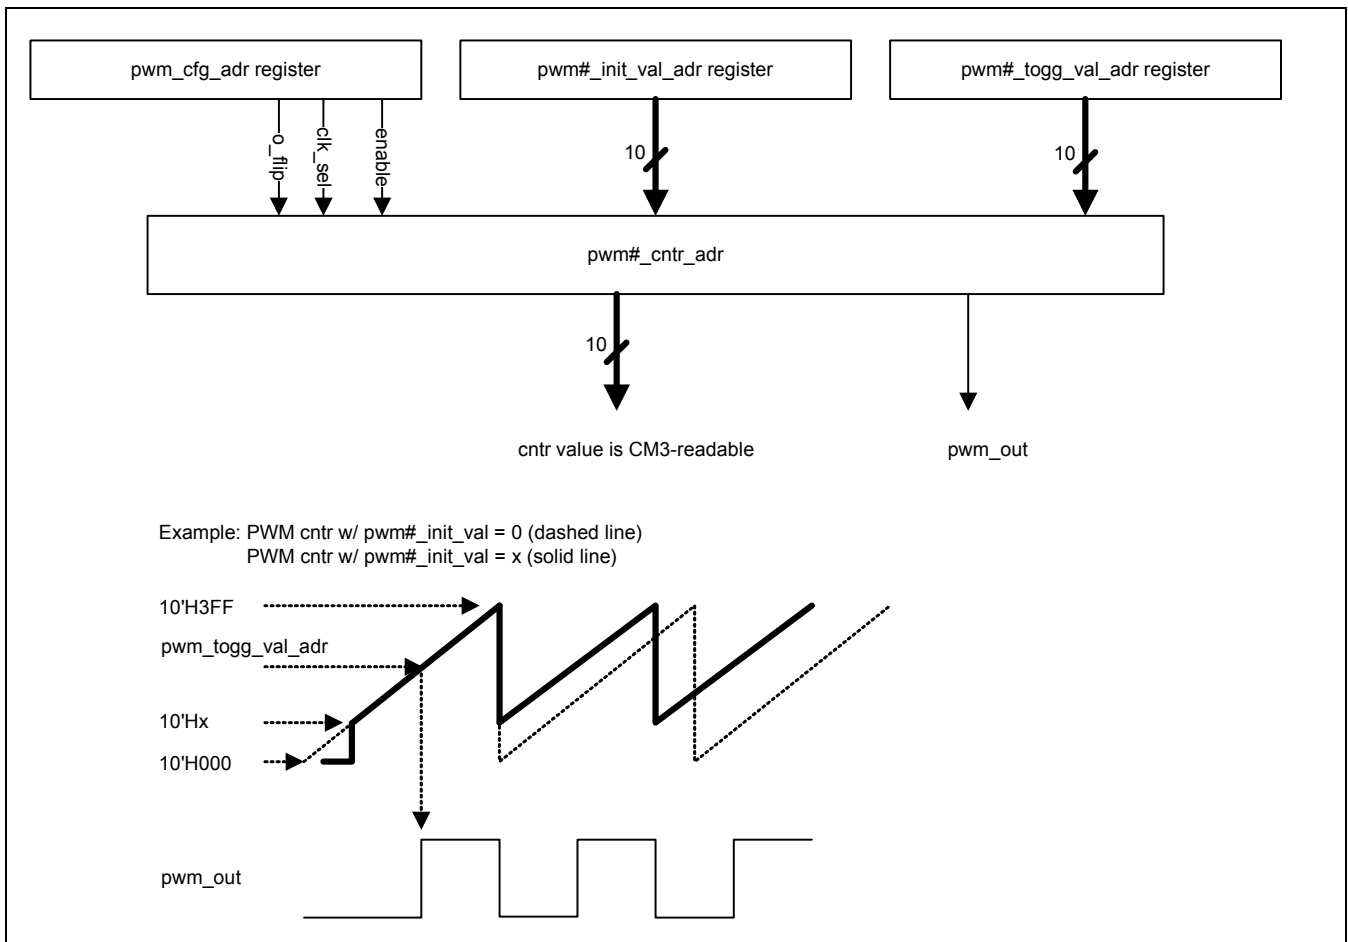 pwm_cfg_adr register
pwm#_init_val_adr register
pwm#_togg_val_adr register
o_flip
clk_sel
enable
10
10
pwm#_cntr_adr
10
cntr value is CM3-readable
pwm_out
Example: PWM cntr w/ pwm#_init_val = 0 (dashed line)
PWM cntr w/ pwm#_init_val = x (solid line)
10'H3FF
pwm_togg_val_adr
10'Hx
10'H000
pwm_out